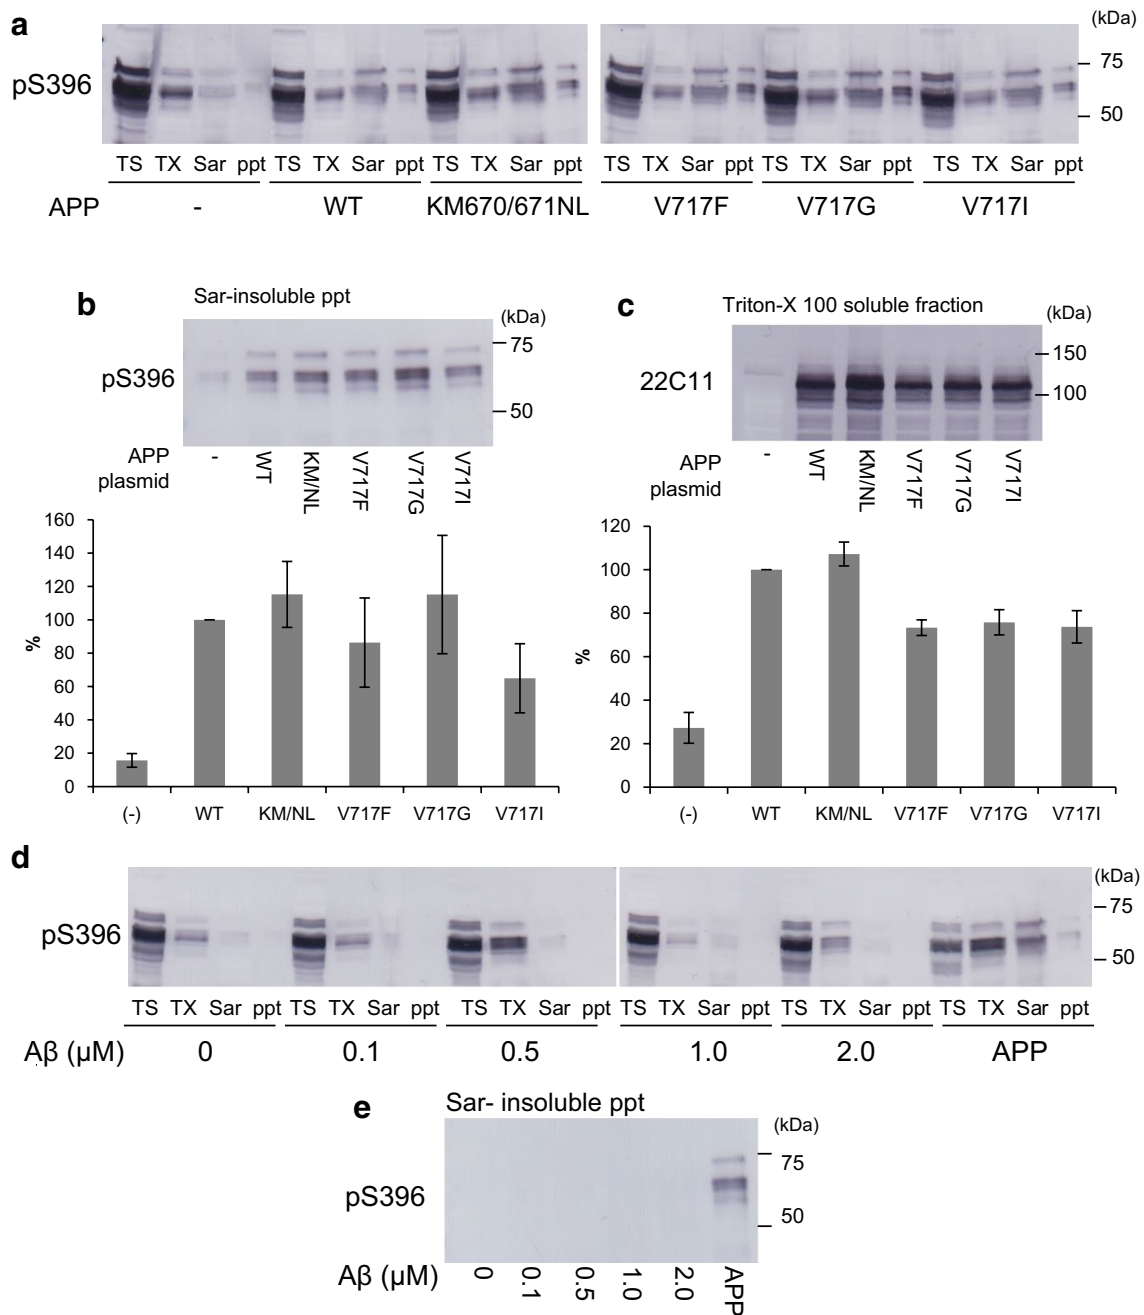 a
(kDa)
pS396
75
50
TS TX Sar ppt TS TX Sar ppt TS TX Sar ppt TS TX Sar ppt TS TX Sar ppt TS TX Sar ppt
APP - WT KM670/671NL V717F V717G V717I
b
Sar-insoluble ppt
(kDa)
pS396
75
50
APP plasmid
- WT KM/NL V717F V717G V717I
160
140
120
100
80
60
40
20
0
%
(-) WT KM/NL V717F V717G V717I
c
Triton-X 100 soluble fraction
(kDa)
22C11
150
100
APP plasmid
- WT KM/NL V717F V717G V717I
120
100
80
60
40
20
0
%
(-) WT KM/NL V717F V717G V717I
d
(kDa)
pS396
75
50
TS TX Sar ppt TS TX Sar ppt TS TX Sar ppt TS TX Sar ppt TS TX Sar ppt TS TX Sar ppt
Aβ (μM) 0 0.1 0.5 1.0 2.0 APP
e
Sar- insoluble ppt
(kDa)
pS396
75
50
Aβ (μM) 0 0.1 0.5 1.0 2.0 APP